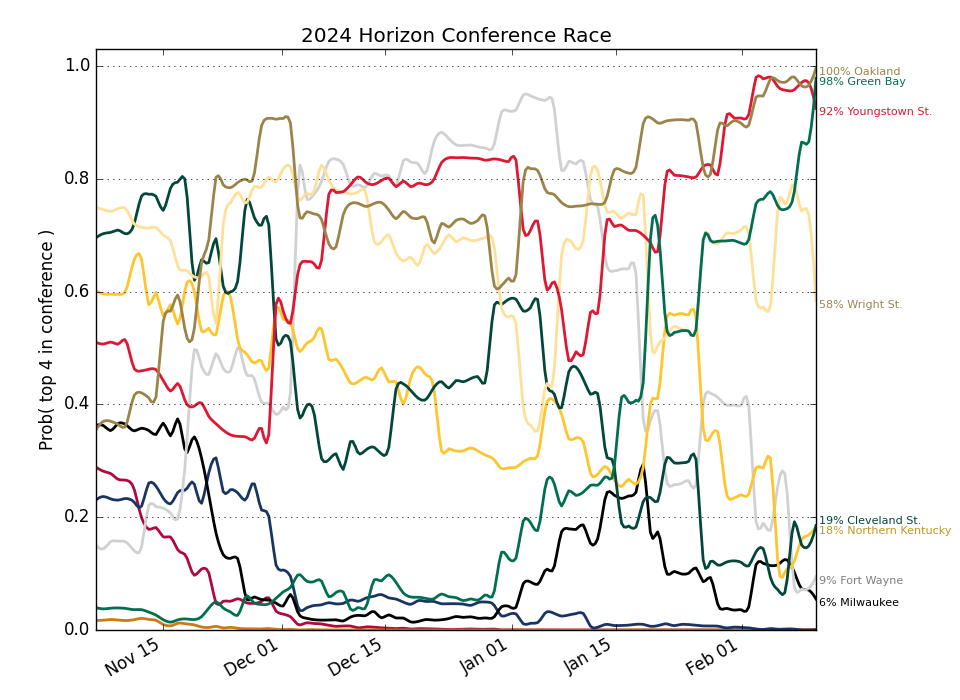 2024 Horizon Conference Race
Prob( top 4 in conference )
1.0
0.8
0.6
0.4
0.2
0.0
Nov 15
Dec 01
Dec 15
Jan 01
Jan 15
Feb 01
100% Oakland
98% Green Bay
92% Youngstown St.
58% Wright St.
19% Cleveland St.
18% Northern Kentucky
9% Fort Wayne
6% Milwaukee